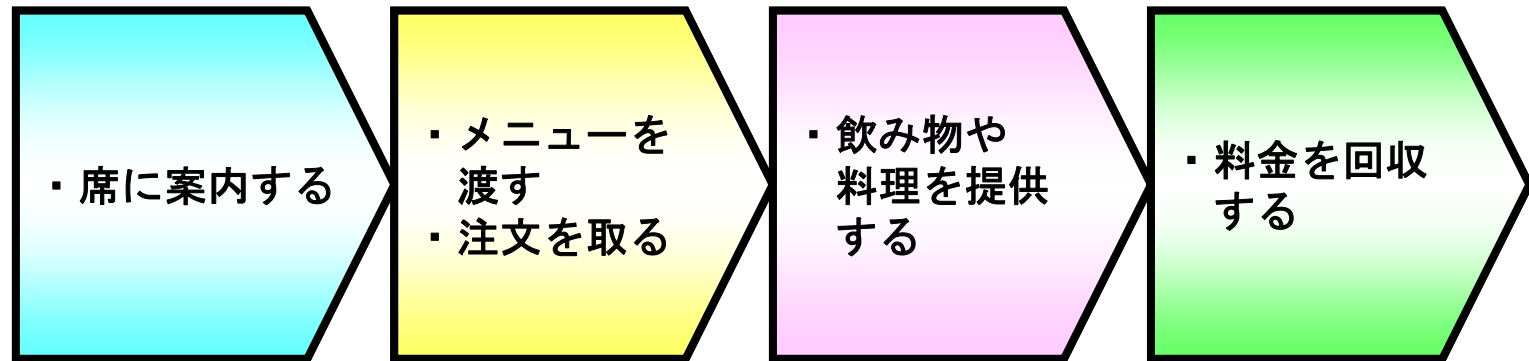 ・席に案内する
・メニューを
渡す
・注文を取る
・飲み物や
料理を提供
する
・料金を回収
する